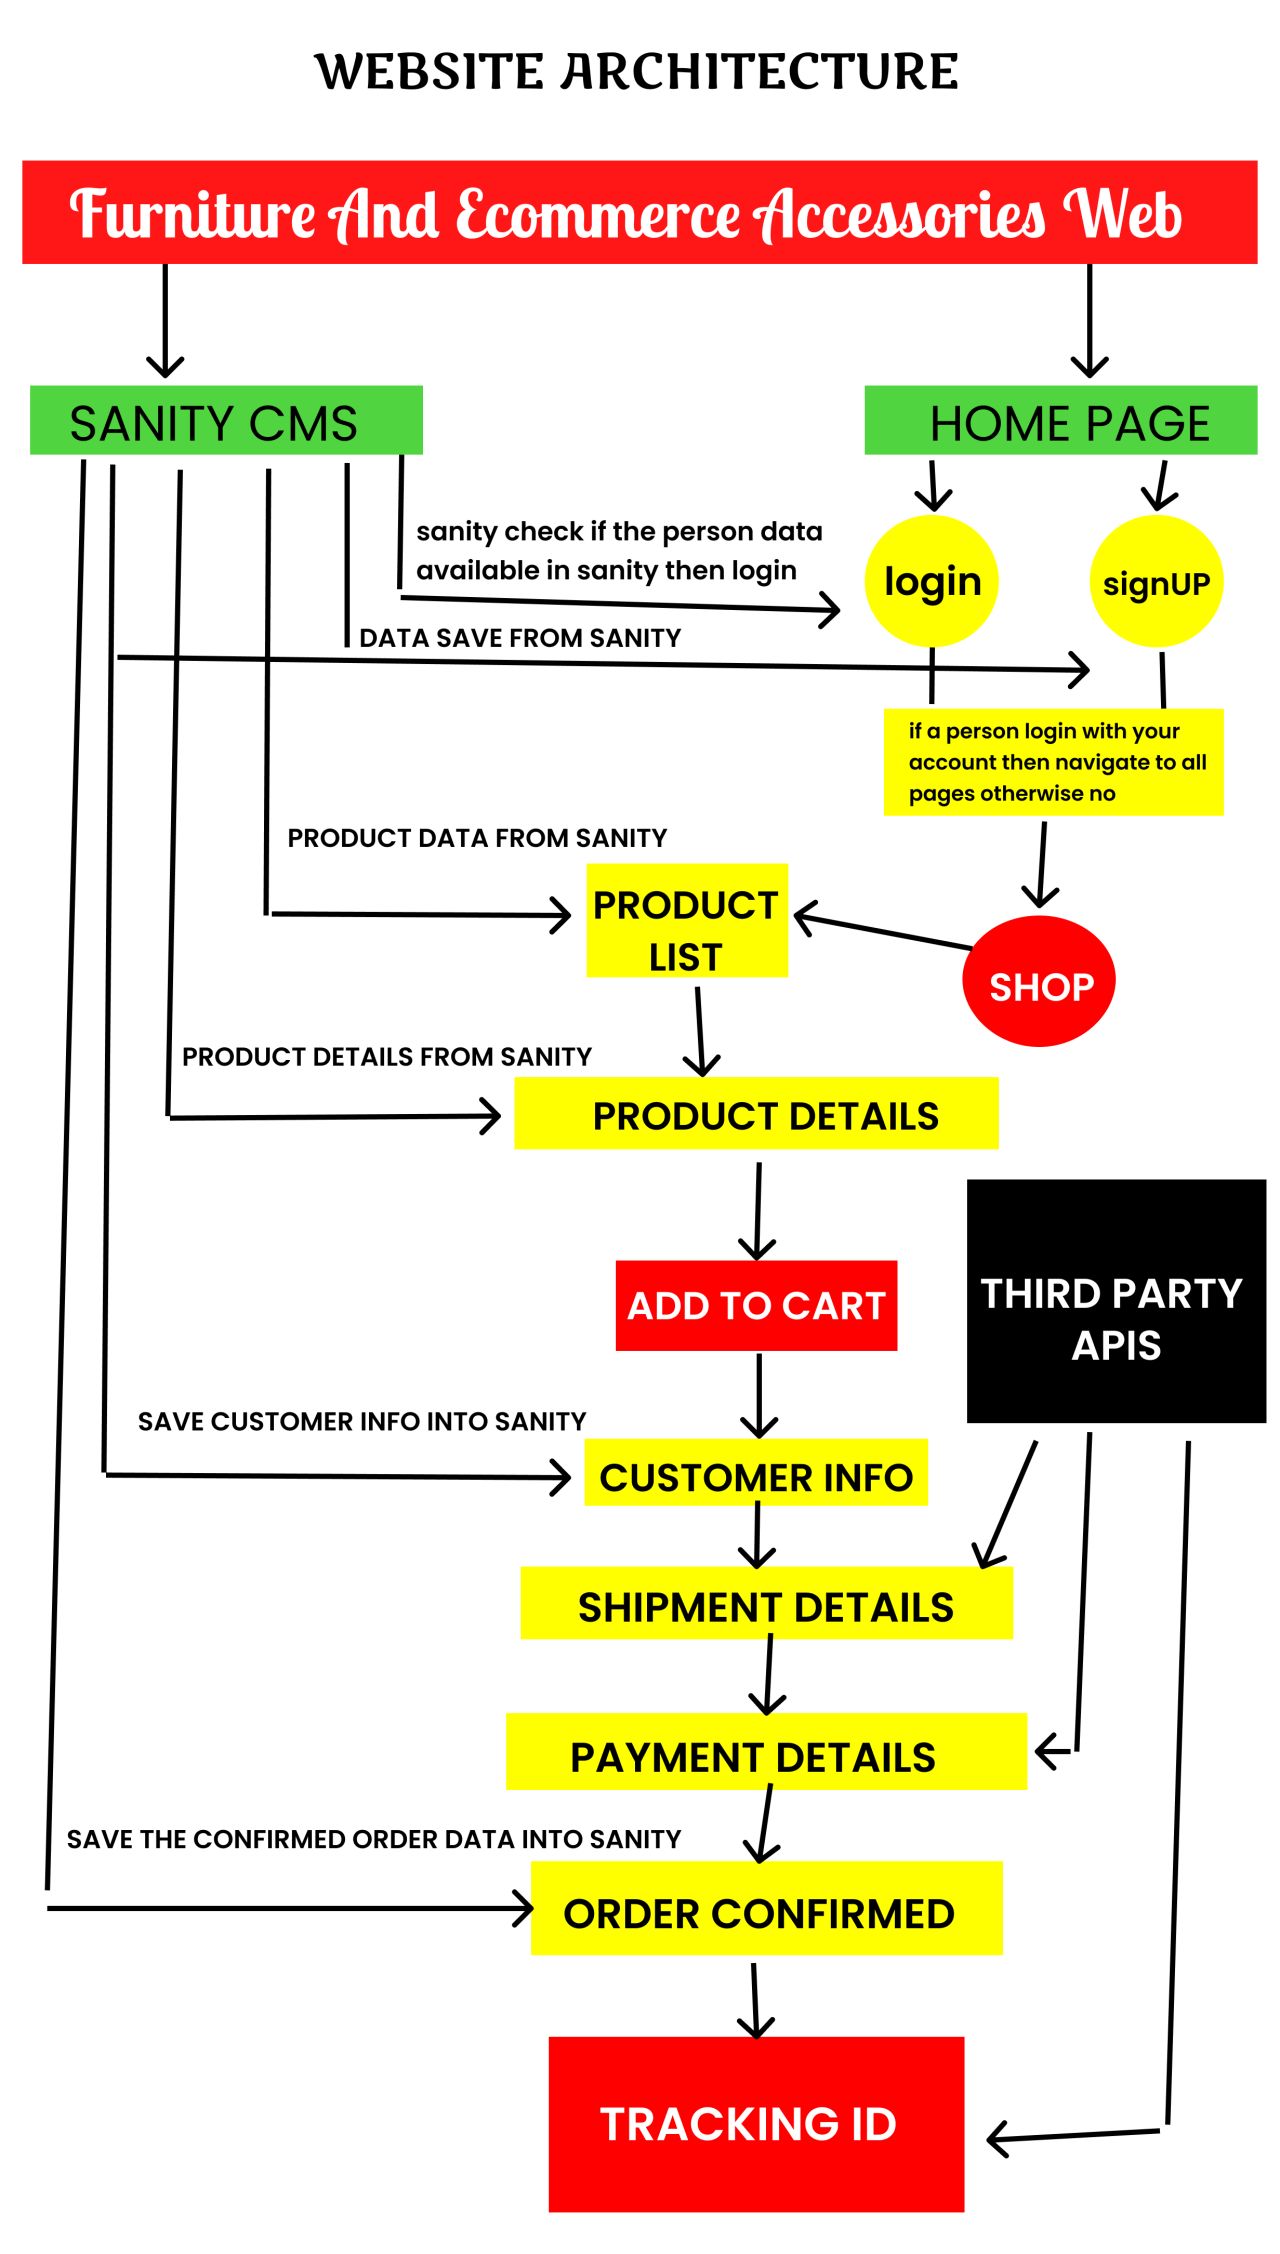 WEBSITE ARCHITECTURE
Furniture And Ecommerce Accessories Web
SANITY CMS
HOME PAGE
sanity check if the person data
available in sanity then login
login
signUP
DATA SAVE FROM SANITY
if a person login with your
account then navigate to all
pages otherwise no
PRODUCT DATA FROM SANITY
PRODUCT
LIST
SHOP
PRODUCT DETAILS FROM SANITY
PRODUCT DETAILS
ADD TO CART
THIRD PARTY
APIS
SAVE CUSTOMER INFO INTO SANITY
CUSTOMER INFO
SHIPMENT DETAILS
PAYMENT DETAILS
SAVE THE CONFIRMED ORDER DATA INTO SANITY
ORDER CONFIRMED
TRACKING ID